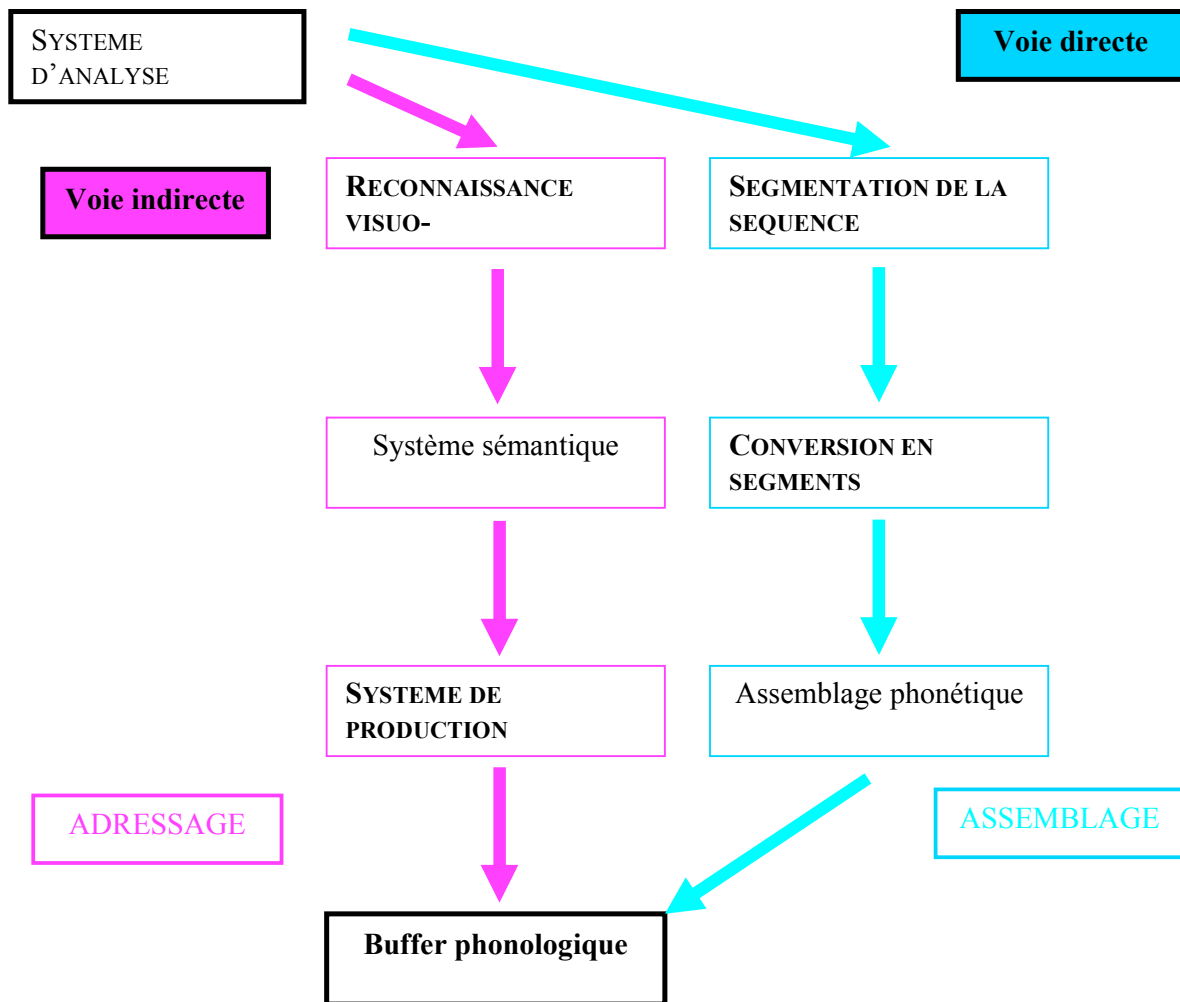 SYSTEME
D’ANALYSE
Voie directe
Voie indirecte
RECONNAISSANCE
VISUO-
SEGMENTATION DE LA
SEQUENCE
Système sémantique
CONVERSION EN
SEGMENTS
SYSTEME DE
PRODUCTION
Assemblage phonétique
ADRESSAGE
ASSEMBLAGE
Buffer phonologique